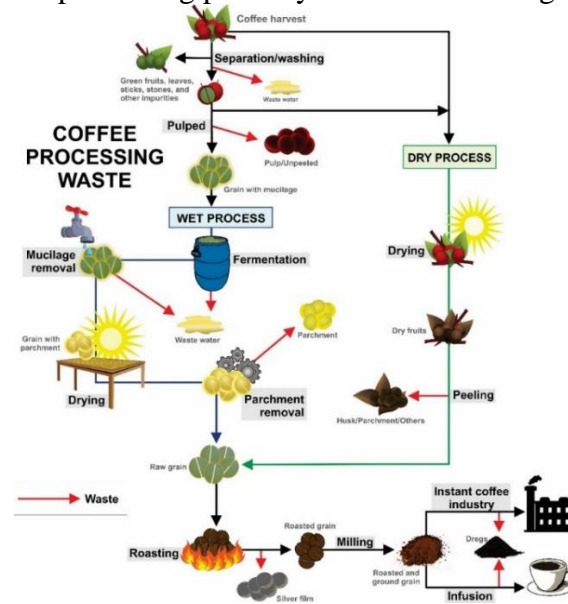 Coffee harvest
Separation/washing
Green fruits, leaves,
sticks, stones, and
other impurities
Waste water
Pulped
Pulp/Unpeeled
COFFEE
PROCESSING
WASTE
DRY PROCESS
Grain with mucilage
WET PROCESS
Mucilage
removal
Fermentation
Drying
Waste water
Grain with
parchment
Parchment
Dry fruits
Drying
Parchment
removal
Peeling
Husk/Parchment/Others
Raw grain
Waste
Instant coffee
industry
Roasted grain
Roasting
Milling
Dregs
Roasted and
ground grain
Infusion
Silver film